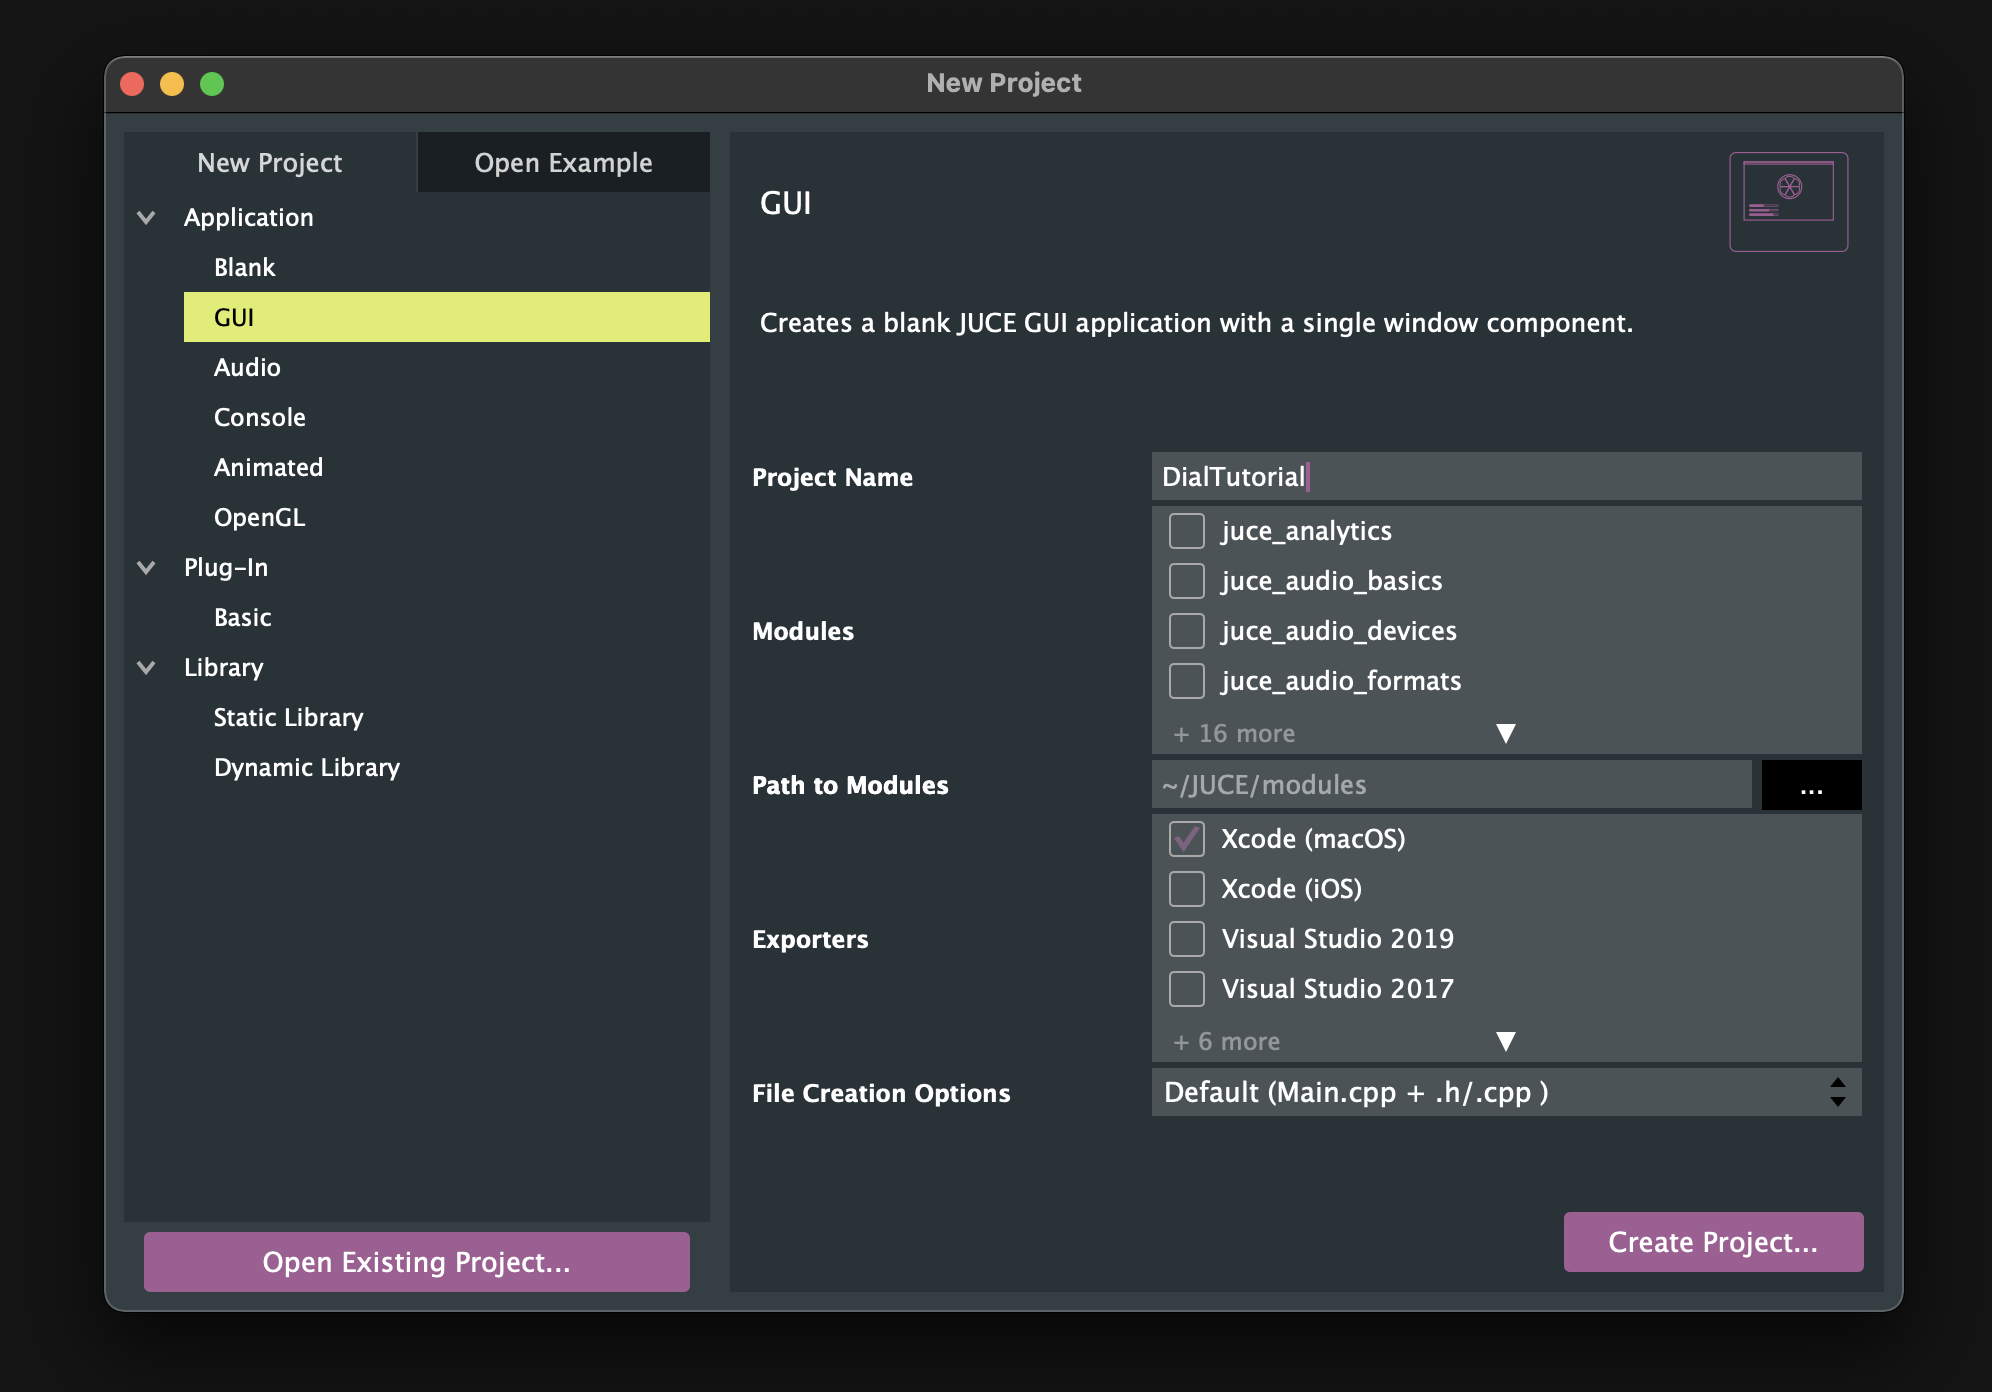 New Project
New Project
Open Example
Application
Blank
GUI
Audio
Console
Animated
OpenGL
Plug-In
Basic
Library
Static Library
Dynamic Library
Open Existing Project...
GUI
Creates a blank JUCE GUI application with a single window component.
Project Name
DialTutorial
Modules
juce_analytics
juce_audio_basics
juce_audio_devices
juce_audio_formats
+ 16 more
Path to Modules
~/JUCE/modules
...
Exporters
Xcode (macOS)
Xcode (iOS)
Visual Studio 2019
Visual Studio 2017
+ 6 more
File Creation Options
Default (Main.cpp + .h/.cpp )
Create Project...